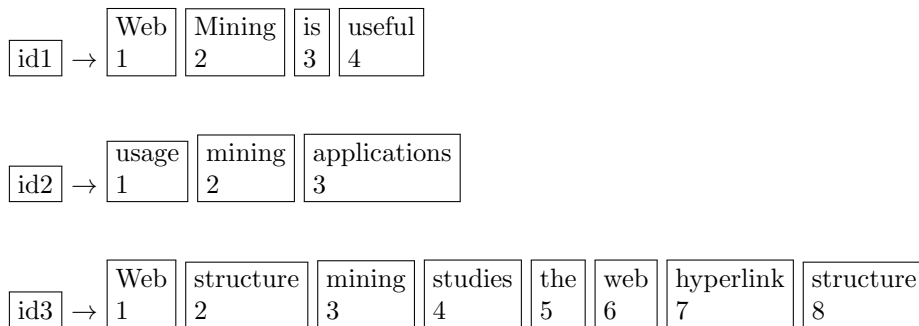 id1 → Web Mining is useful
1 2 3 4
id2 → usage mining applications
1 2 3
id3 → Web structure mining studies the web hyperlink structure
1 2 3 4 5 6 7 8